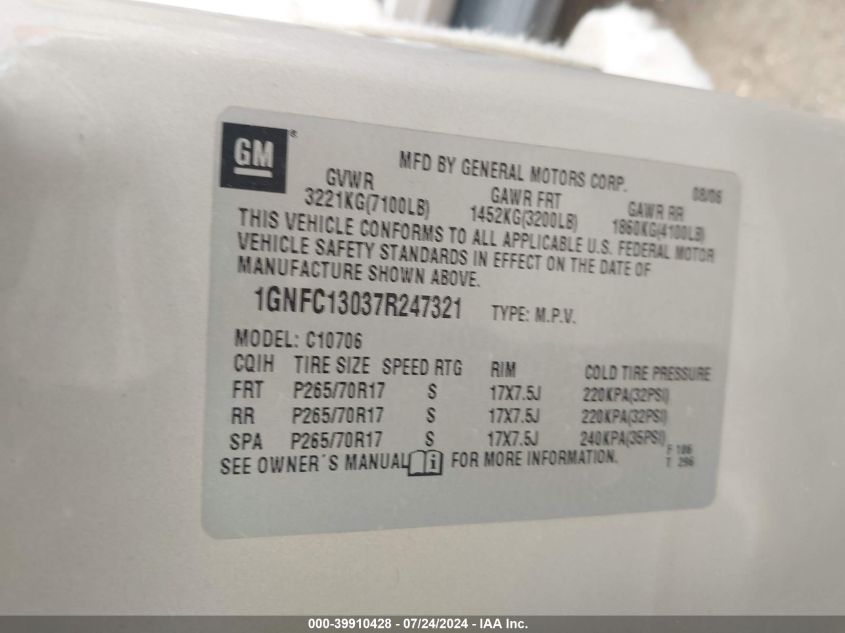 GM®
MFD BY GENERAL MOTORS CORP. 08/06
GVWR GAWR FRT GAWR RR
3221KG(7100LB) 1452KG(3200LB) 1860KG(4100LB)
THIS VEHICLE CONFORMS TO ALL APPLICABLE U.S. FEDERAL MOTOR
VEHICLE SAFETY STANDARDS IN EFFECT ON THE DATE OF
MANUFACTURE SHOWN ABOVE.
1GNFC13037R247321 TYPE: M.P.V.
MODEL: C10706
CQIH TIRE SIZE SPEED RTG RIM COLD TIRE PRESSURE
FRT P265/70R17 S 17X7.5J 220KPA(32PSI)
RR P265/70R17 S 17X7.5J 220KPA(32PSI)
SPA P265/70R17 S 17X7.5J 240KPA(35PSI)
SEE OWNER´S MANUAL i FOR MORE INFORMATION.
F 106
T 296
000-39910428 - 07/24/2024 - IAA Inc.